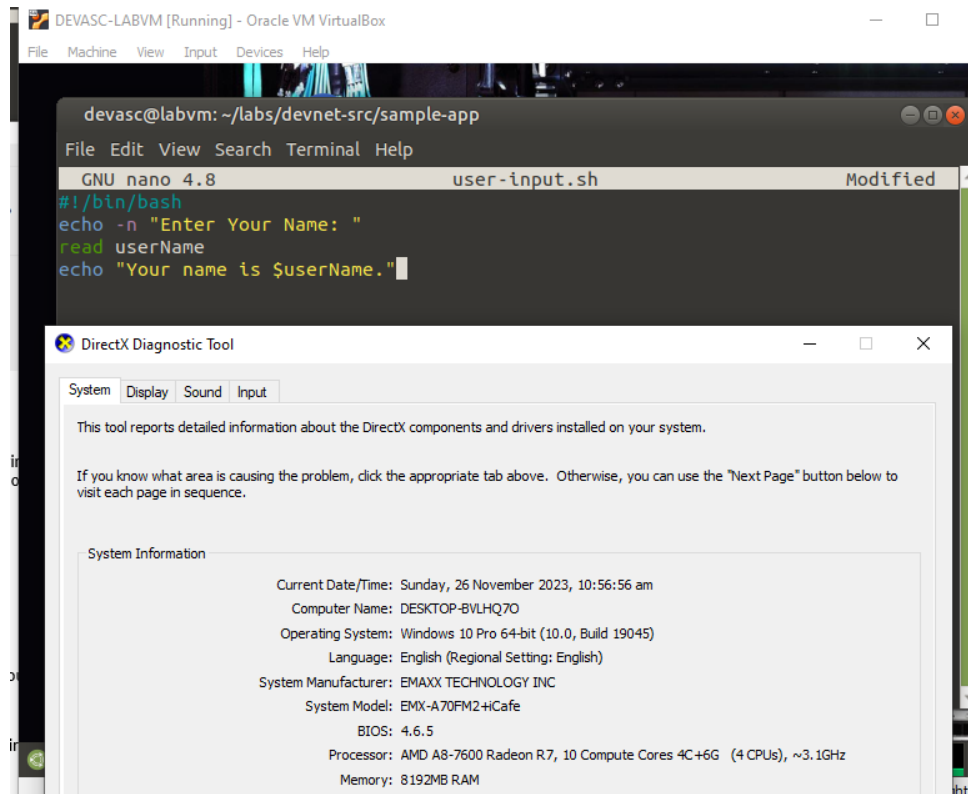 DEVASC-LABVM [Running] - Oracle VM VirtualBox
File Machine View Input Devices Help
devasc@labvm: ~/labs/devnet-src/sample-app
File Edit View Search Terminal Help
GNU nano 4.8 user-input.sh Modified
#!/bin/bash
echo -n "Enter Your Name: "
read userName
echo "Your name is $userName."
DirectX Diagnostic Tool
System Display Sound Input
This tool reports detailed information about the DirectX components and drivers installed on your system.
If you know what area is causing the problem, click the appropriate tab above. Otherwise, you can use the "Next Page" button below to
visit each page in sequence.
System Information
Current Date/Time: Sunday, 26 November 2023, 10:56:56 am
Computer Name: DESKTOP-BVLHQ7O
Operating System: Windows 10 Pro 64-bit (10.0, Build 19045)
Language: English (Regional Setting: English)
System Manufacturer: EMAXX TECHNOLOGY INC
System Model: EMX-A70FM2+iCafe
BIOS: 4.6.5
Processor: AMD A8-7600 Radeon R7, 10 Compute Cores 4C+6G (4 CPUs), ~3.1GHz
Memory: 8192MB RAM